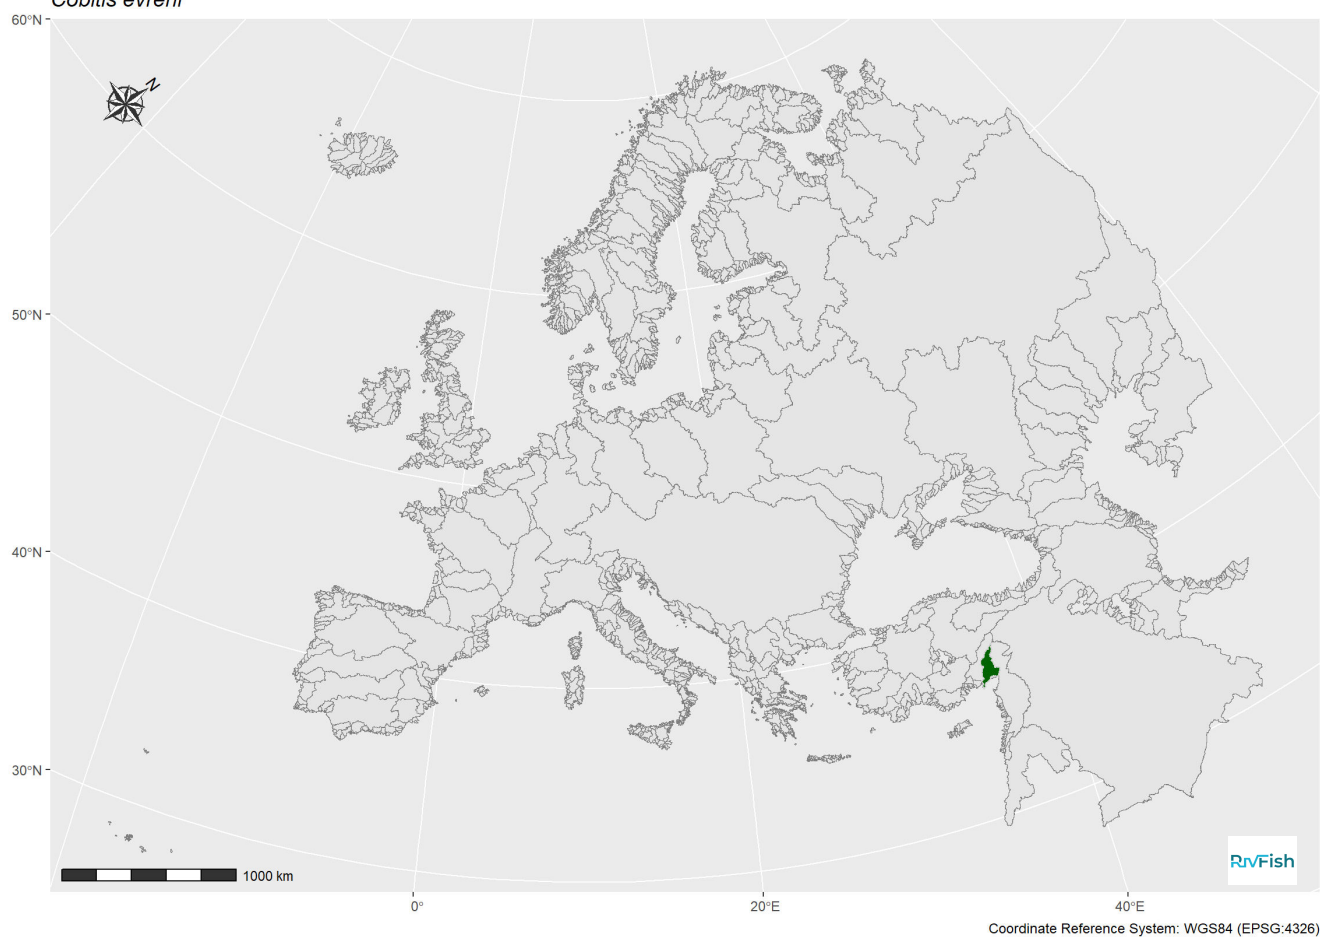 Cobitis evreni
60°N
N
50°N
40°N
30°N
1000 km
RivFish
0°
20°E
40°E
Coordinate Reference System: WGS84 (EPSG:4326)